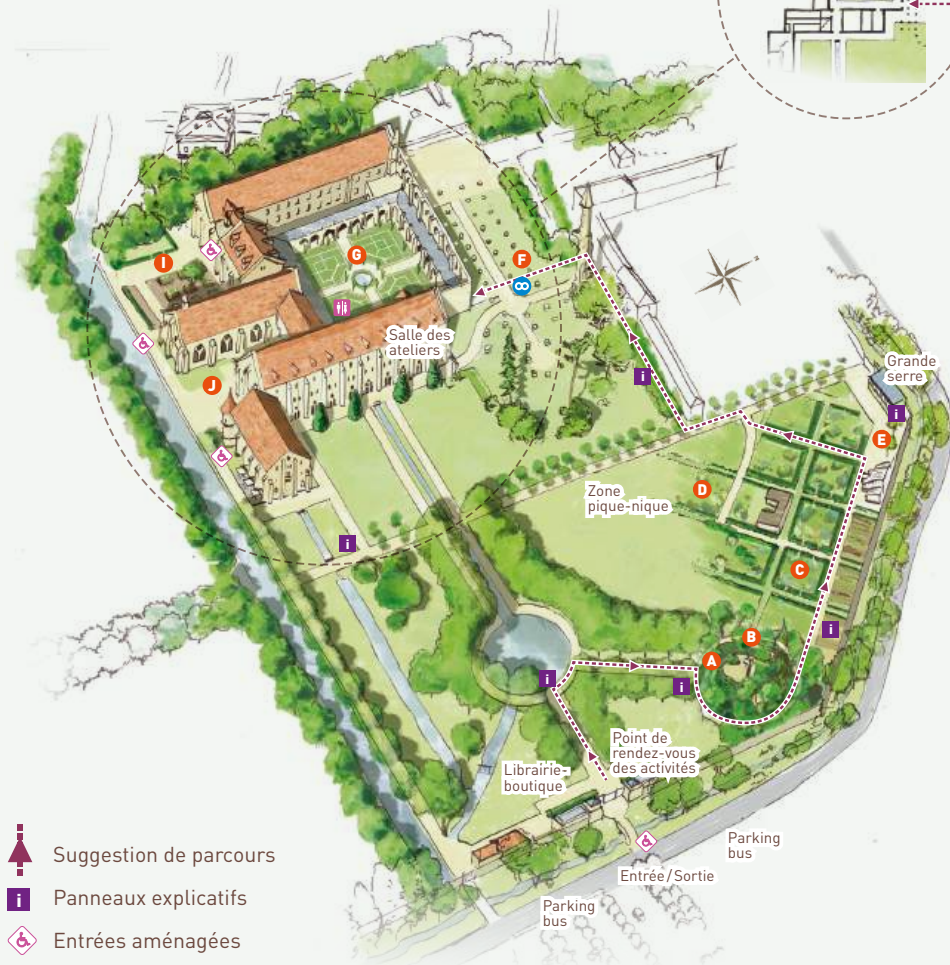 I
G
F
8
Salle des
ateliers
J
i
Grande
serre
i
E
Zone
pique-nique
D
i
C
i
B
A
i
i
Point de
rendez-vous
des activités
Librairie-
boutique
Parking
bus
Entrée/Sortie
Parking
bus
Suggestion de parcours
i Panneaux explicatifs
Entrées aménagées